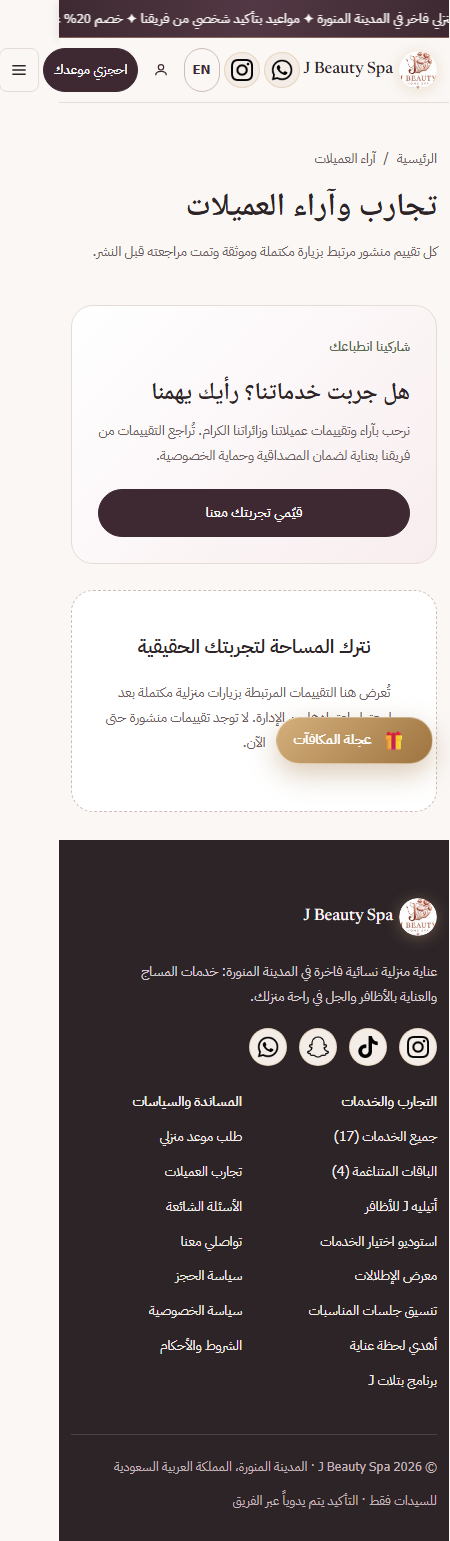 نزلي فاخر في المدينة المنورة ✦ مواعيد بتأكيد شخصي من فريقنا ✦ خصم 20%
J Beauty Spa
EN
احجزي موعدك
الرئيسية / آراء العميلات
تجارب وآراء العميلات
كل تقييم منشور مرتبط بزيارة مكتملة وموثقة وتمت مراجعته قبل النشر.
شاركينا انطباعك
هل جربت خدماتنا؟ رأيك يهمنا
نرحب بآراء وتقييمات عميلاتنا وزائراتنا الكرام. تُراجع التقييمات من
فريقنا بعناية لضمان المصداقية وحماية الخصوصية.
قيّمي تجربتك معنا
نترك المساحة لتجربتك الحقيقية
تُعرض هنا التقييمات المرتبطة بزيارات منزلية مكتملة بعد
الإدارة. لا توجد تقييمات منشورة حتى
الآن.
عجلة المكافآت
J Beauty Spa
عناية منزلية نسائية فاخرة في المدينة المنورة: خدمات المساج
والعناية بالأظافر والجل في راحة منزلك.
التجارب والخدمات
جميع الخدمات (17)
الباقات المتناغمة (4)
أتيليه J للأظافر
استوديو اختيار الخدمات
معرض الإطلالات
تنسيق جلسات المناسبات
أهدي لحظة عناية
برنامج بتلات J
المساندة والسياسات
طلب موعد منزلي
تجارب العميلات
الأسئلة الشائعة
تواصلي معنا
سياسة الحجز
سياسة الخصوصية
الشروط والأحكام
© 2026 J Beauty Spa · المدينة المنورة، المملكة العربية السعودية
للسيدات فقط · التأكيد يتم يدوياً عبر الفريق